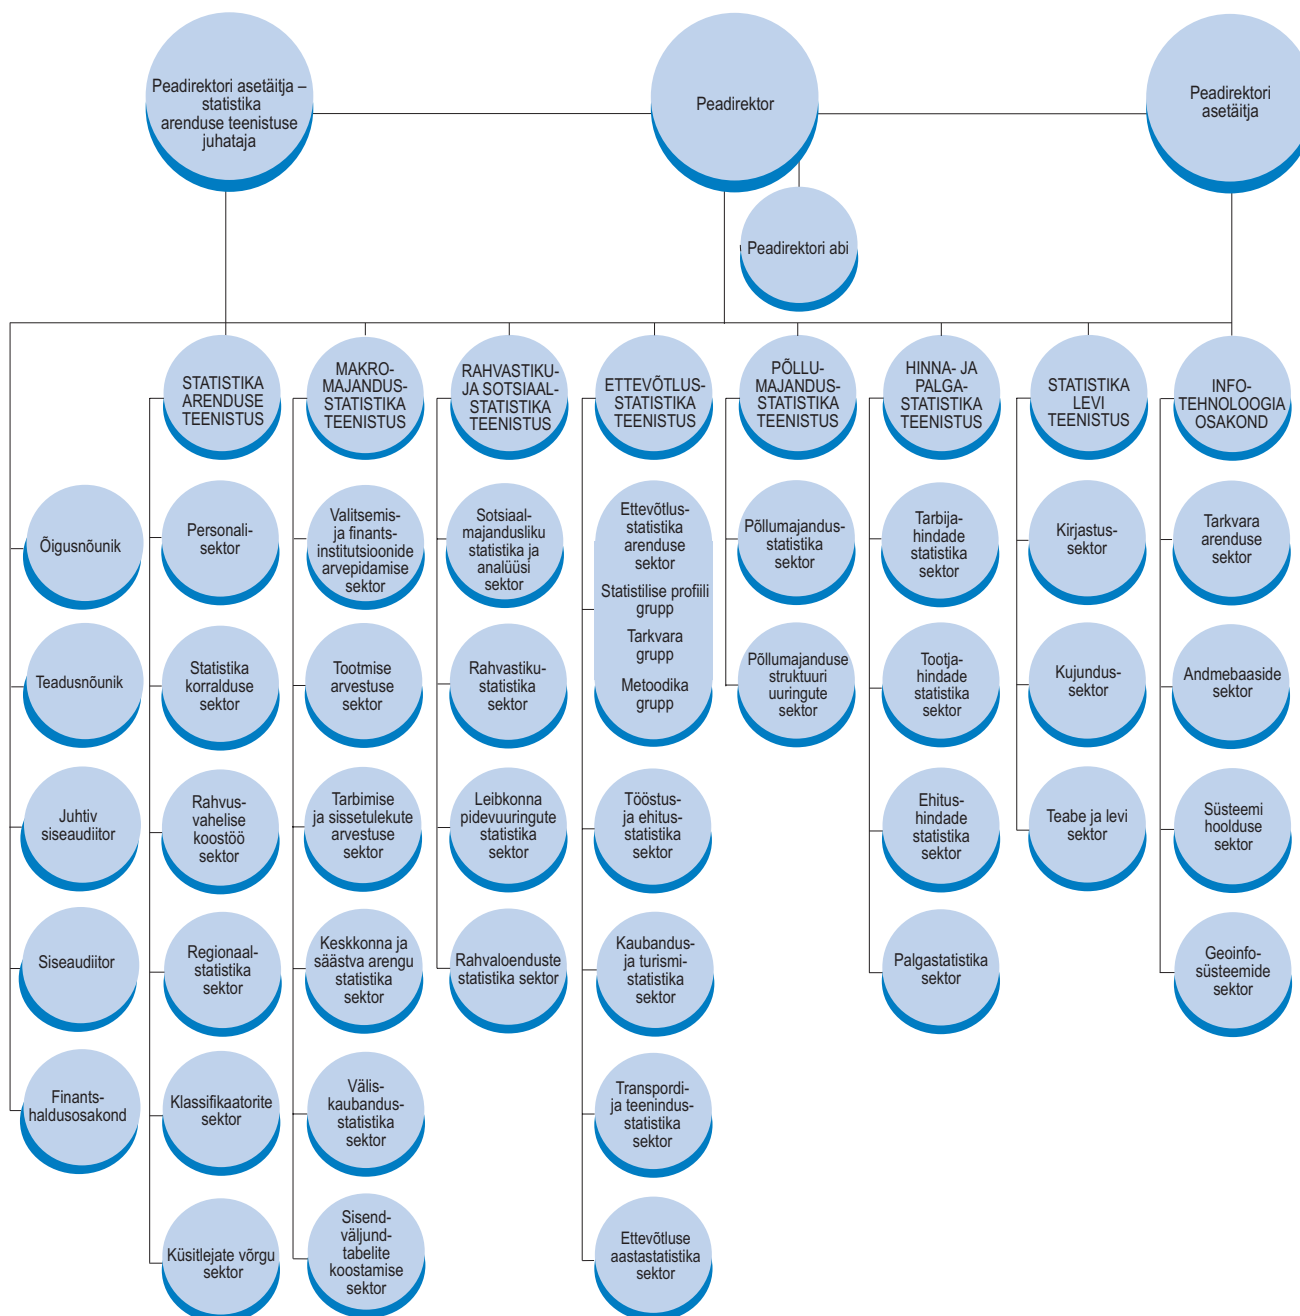 Peadirektori asetäitja –
statistika
arenduse teenistuse
juhataja
Peadirektor
Peadirektori
asetäitja
Peadirektori abi
STATISTIKA
ARENDUSE
TEENISTUS
MAKRO-
MAJANDUS-
STATISTIKA
TEENISTUS
RAHVASTIKU-
JA SOTSIAAL-
STATISTIKA
TEENISTUS
ETTEVÕTLUS-
STATISTIKA
TEENISTUS
PÕLLU-
MAJANDUS-
STATISTIKA
TEENISTUS
HINNA- JA
PALGA-
STATISTIKA
TEENISTUS
STATISTIKA
LEVI
TEENISTUS
INFO-
TEHNOLOOGIA
OSAKOND
Õigusnõunik
Teadusnõunik
Juhtiv
siseaudiitor
Siseaudiitor
Finants-
haldusosakond
Personali-
sektor
Statistika
korralduse
sektor
Rahvus-
vahelise
koostöö
sektor
Regionaal-
statistika
sektor
Klassifikaatorite
sektor
Küsitlejate võrgu
sektor
Valitsemis-
ja finants-
institutsioonide
arvepidamise
sektor
Tootmise
arvestuse
sektor
Tarbimise
ja sissetulekute
arvestuse
sektor
Keskkonna ja
säästva arengu
statistika
sektor
Välis-
kaubandus-
statistika
sektor
Sisend-
väljund-
tabelite
koostamise
sektor
Sotsiaal-
majandusliku
statistika ja
analüüsi
sektor
Rahvastiku-
statistika
sektor
Leibkonna
pidevuuringute
statistika
sektor
Rahvaloenduste
statistika sektor
Ettevõtlus-
statistika
arenduse
sektor
Statistilise profiili
grupp
Tarkvara
grupp
Metoodika
grupp
Tööstus-
ja ehitus-
statistika
sektor
Kaubandus-
ja turismi-
statistika
sektor
Transpordi-
ja teenindus-
statistika
sektor
Ettevõtluse
aastastatistika
sektor
Põllumajandus-
statistika
sektor
Põllumajanduse
struktuuri
uuringute
sektor
Tarbija-
hindade
statistika
sektor
Tootja-
hindade
statistika
sektor
Ehitus-
hindade
statistika
sektor
Palgastatistika
sektor
Kirjastus-
sektor
Kujundus-
sektor
Teabe ja levi
sektor
Tarkvara
arenduse
sektor
Andmebaaside
sektor
Süsteemi
hoolduse
sektor
Geoinfo-
süsteemide
sektor